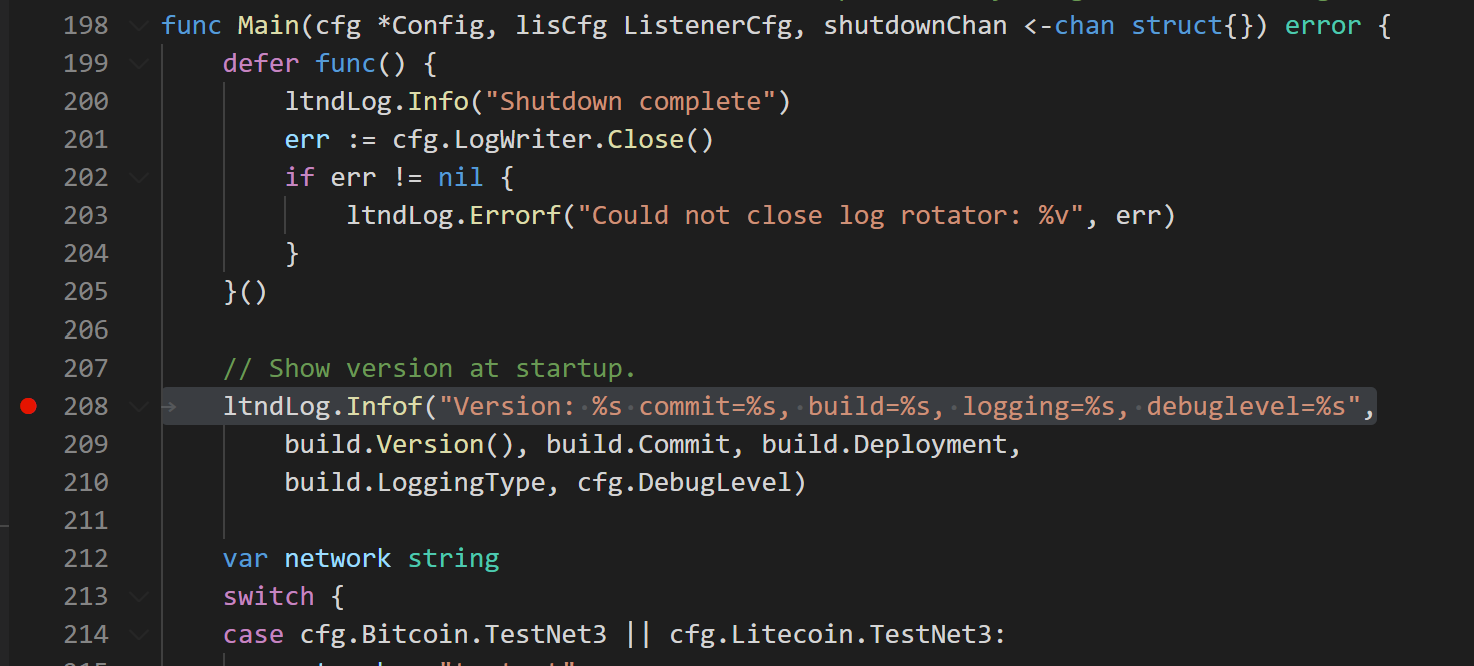 198 func Main(cfg *Config, lisCfg ListenerCfg, shutdownChan <-chan struct{}) error {
199 defer func() {
200 ltndLog.Info("Shutdown complete")
201 err := cfg.LogWriter.Close()
202 if err != nil {
203 ltndLog.Errorf("Could not close log rotator: %v", err)
204 }
205 }()
206
207 // Show version at startup.
208 ltndLog.Infof("Version: %s commit=%s, build=%s, logging=%s, debuglevel=%s",
209 build.Version(), build.Commit, build.Deployment,
210 build.LoggingType, cfg.DebugLevel)
211
212 var network string
213 switch {
214 case cfg.Bitcoin.TestNet3 || cfg.Litecoin.TestNet3: